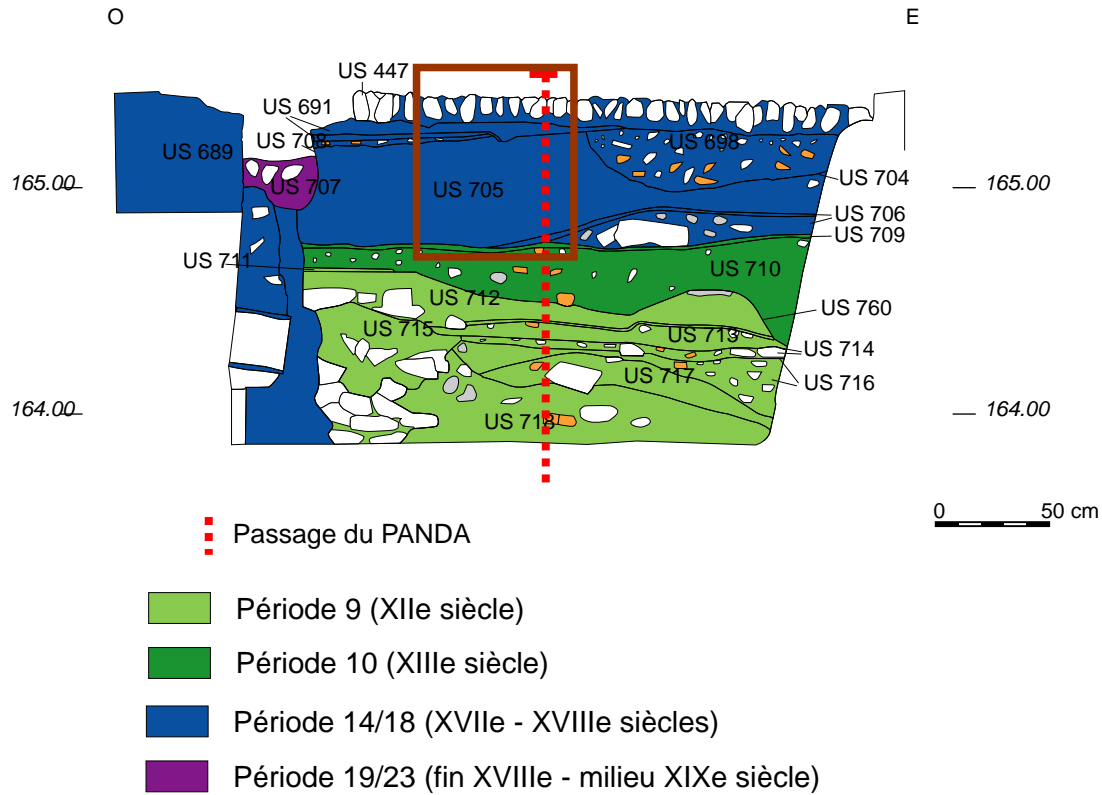 O E
US 447
US 691
US 708
US 698
US 689
165.00
US 707
US 705
US 704
165.00
US 706
US 709
US 711
US 710
US 712
US 760
US 715
US 713
US 714
US 717
US 716
164.00
US 718
164.00
0 50 cm
Passage du PANDA
Période 9 (XIIe siècle)
Période 10 (XIIIe siècle)
Période 14/18 (XVIIe - XVIIIe siècles)
Période 19/23 (fin XVIIIe - milieu XIXe siècle)